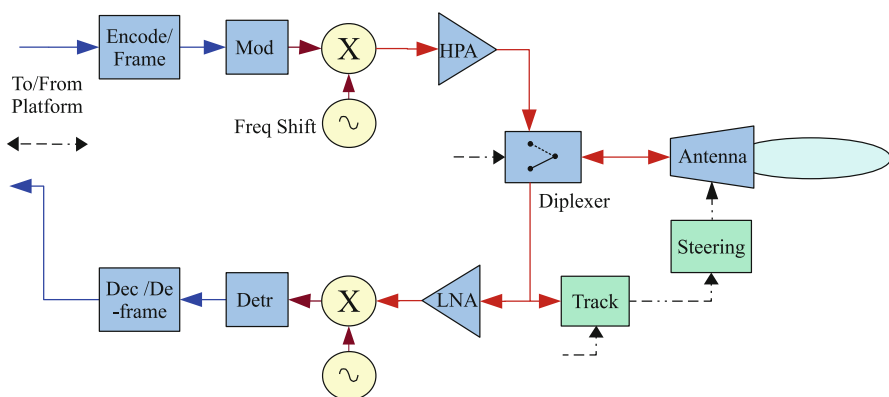 Encode/
Frame
Mod
X
HPA
To/From
Platform
Freq Shift
Antenna
Diplexer
Steering
Dec /De
-frame
Detr
X
LNA
Track